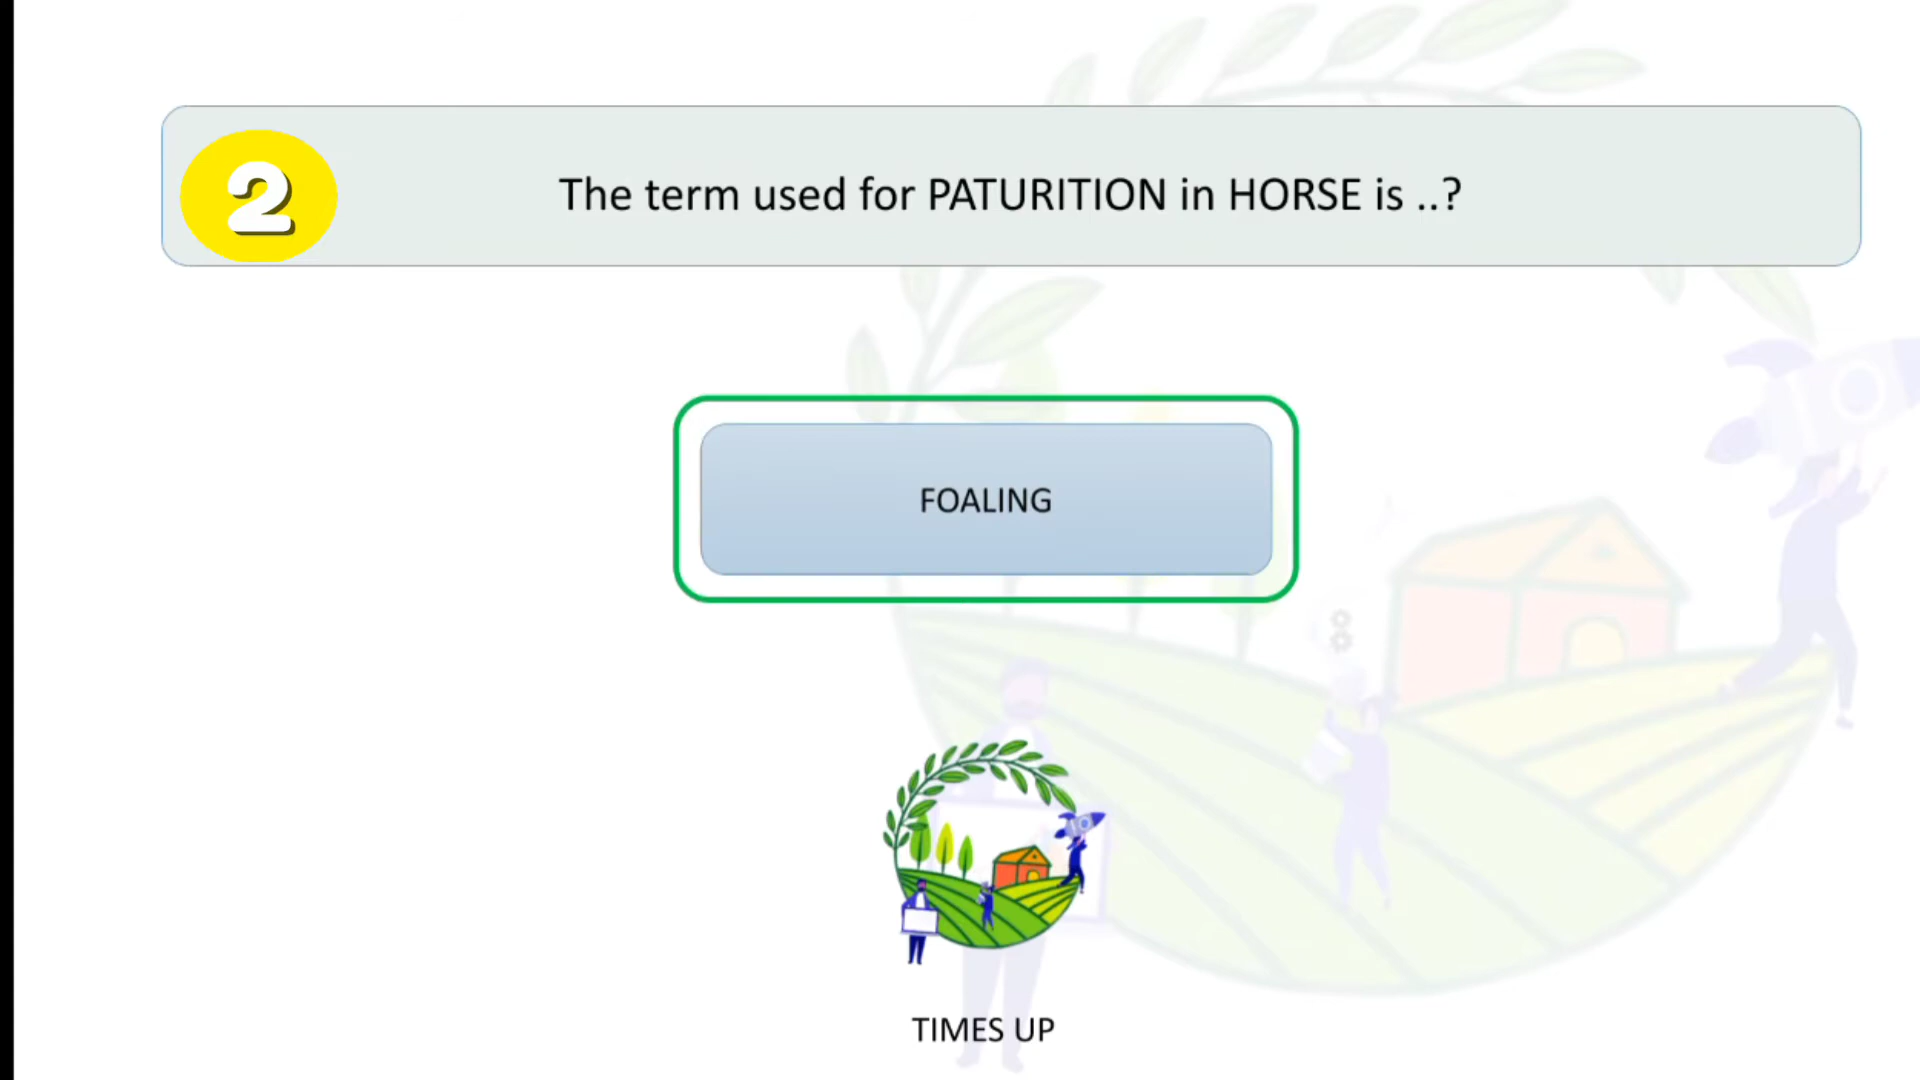 2
The term used for PATURITION in HORSE is ..?
FOALING
TIMES UP